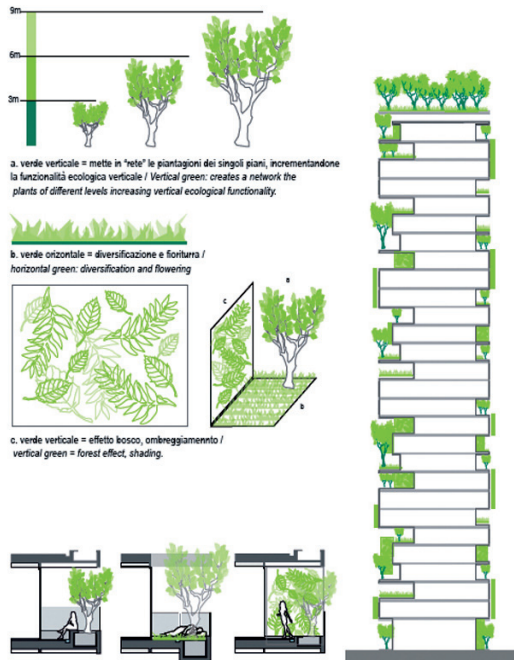 9m
6m
3m
a. verde verticale = mette in "rete" le piantagioni dei singoli piani, incrementandone
la funzionalità ecologica verticale / Vertical green: creates a network the
plants of different levels increasing vertical ecological functionality.
b. verde orizontale = diversificazione e fioriturra /
horizontal green: diversification and flowering
c
a
b
c. verde verticale = effetto bosco, ombreggiamennto /
vertical green = forest effect, shading.